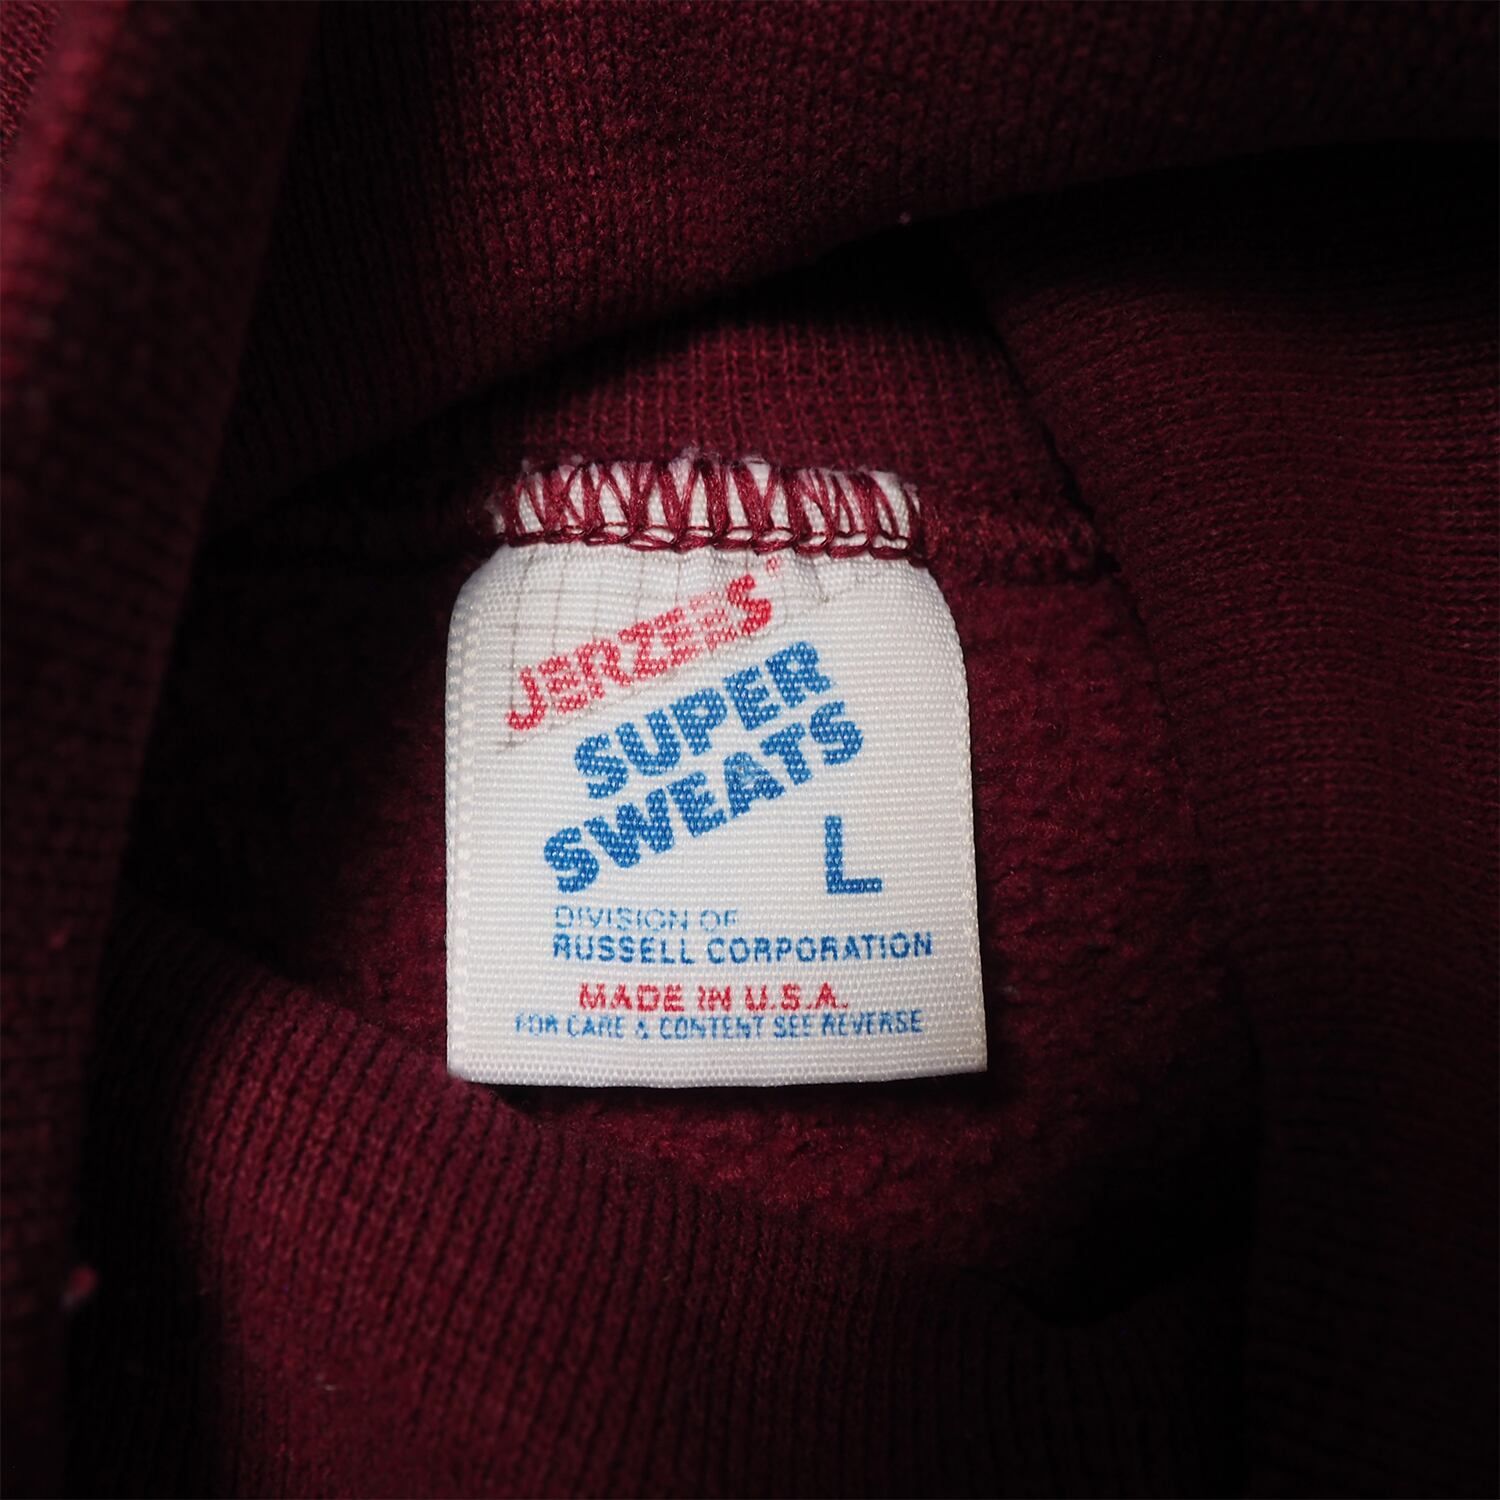 JERZEES
SUPER
SWEATS
L
DIVISION OF
RUSSELL CORPORATION
MADE IN U.S.A.
FOR CARE & CONTENT SEE REVERSE